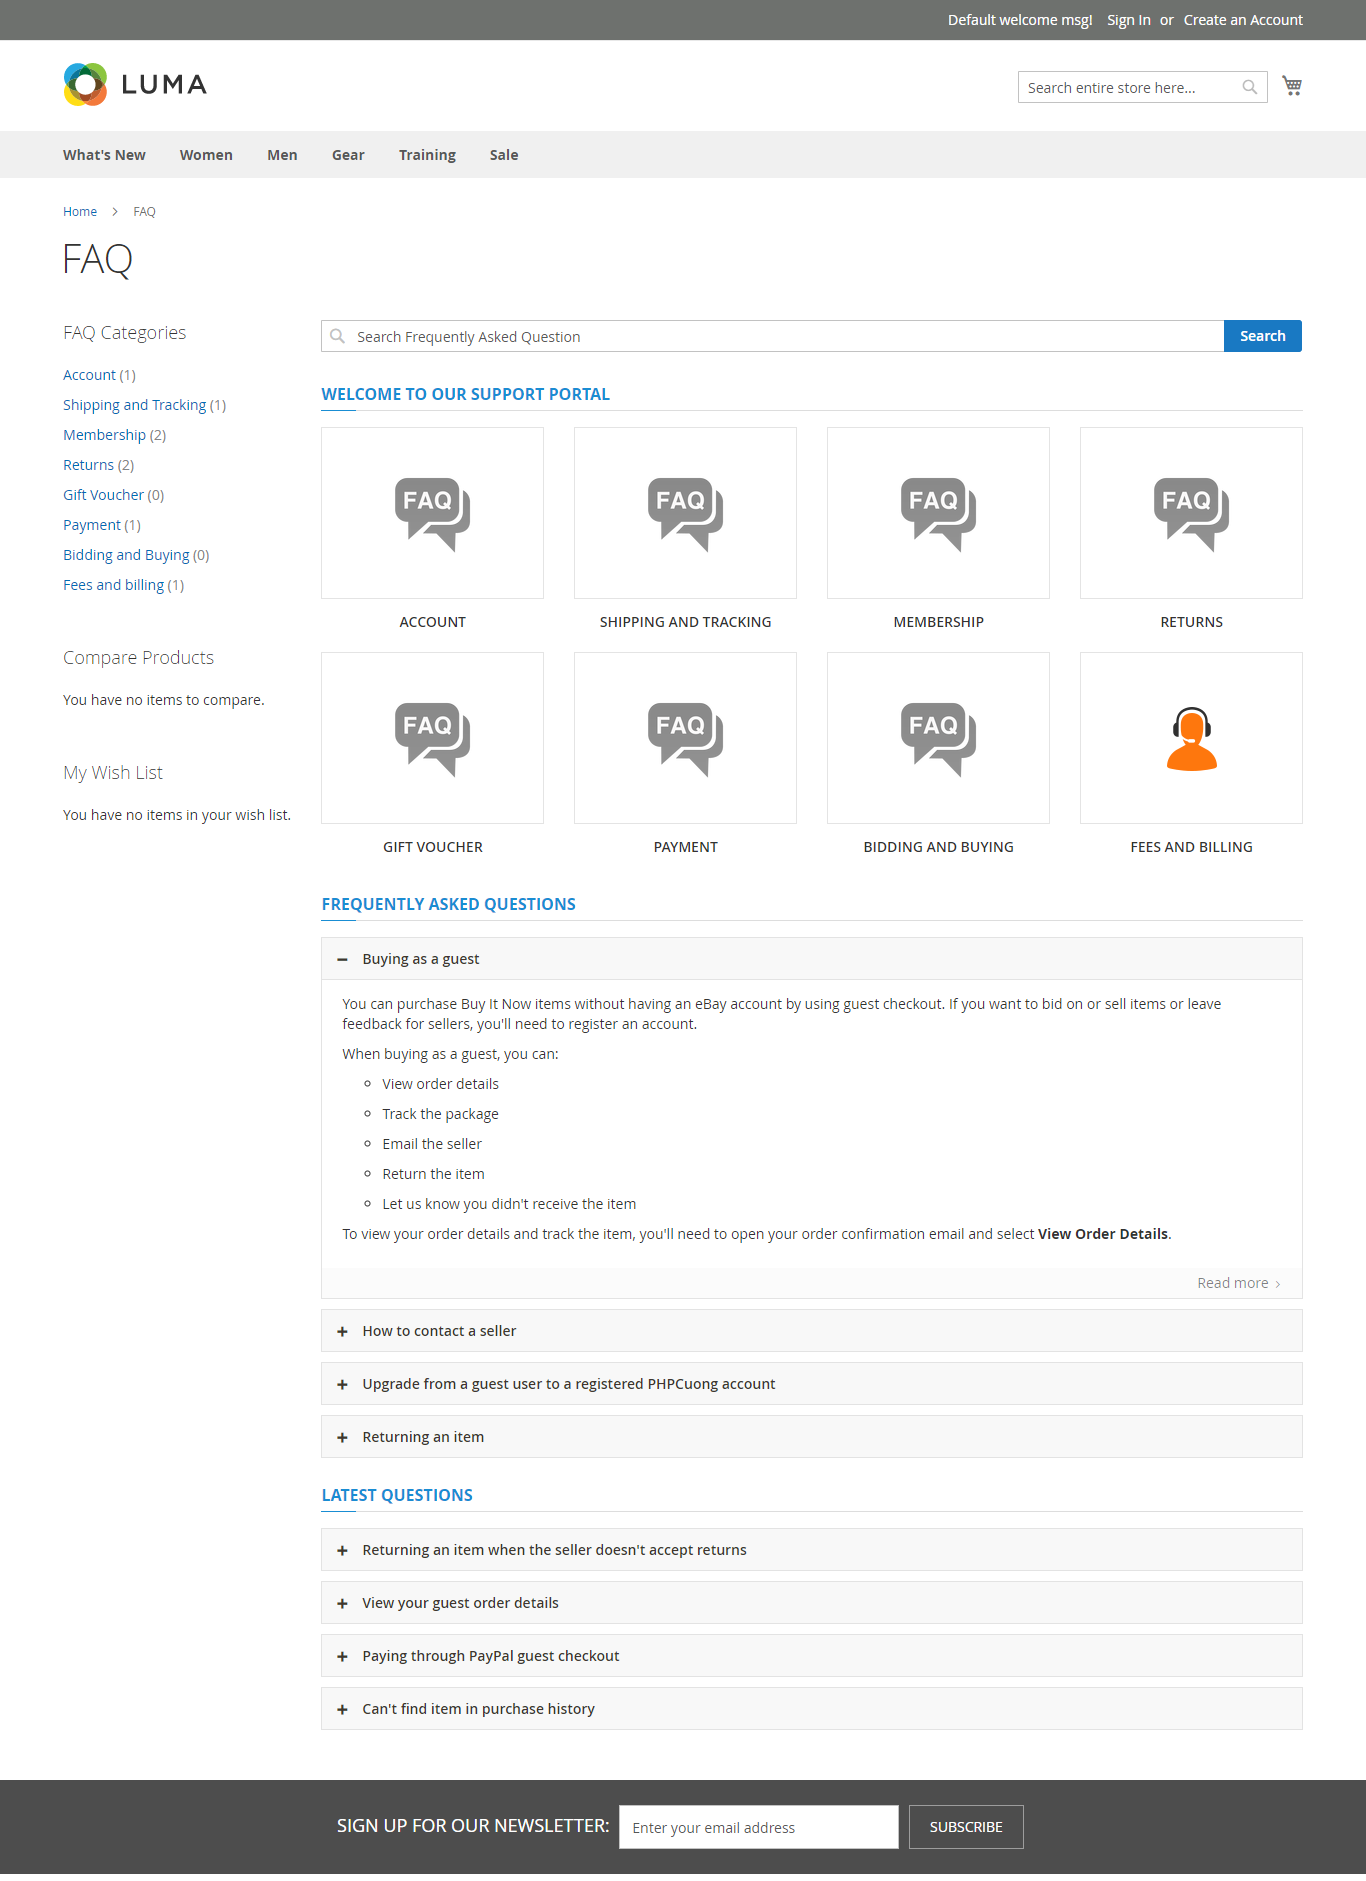 Default welcome msg! Sign In or Create an Account
LUMA
Search entire store here...
What's New Women Men Gear Training Sale
Home > FAQ
FAQ
FAQ Categories
Account (1)
Shipping and Tracking (1)
Membership (2)
Returns (2)
Gift Voucher (0)
Payment (1)
Bidding and Buying (0)
Fees and billing (1)
Compare Products
You have no items to compare.
My Wish List
You have no items in your wish list.
Search Frequently Asked Question Search
WELCOME TO OUR SUPPORT PORTAL
FAQ FAQ FAQ FAQ
ACCOUNT SHIPPING AND TRACKING MEMBERSHIP RETURNS
FAQ FAQ FAQ
GIFT VOUCHER PAYMENT BIDDING AND BUYING FEES AND BILLING
FREQUENTLY ASKED QUESTIONS
Buying as a guest
You can purchase Buy It Now items without having an eBay account by using guest checkout. If you want to bid on or sell items or leave
feedback for sellers, you'll need to register an account.
When buying as a guest, you can:
View order details
Track the package
Email the seller
Return the item
Let us know you didn't receive the item
To view your order details and track the item, you'll need to open your order confirmation email and select View Order Details.
Read more >
How to contact a seller
Upgrade from a guest user to a registered PHPCuong account
Returning an item
LATEST QUESTIONS
Returning an item when the seller doesn't accept returns
View your guest order details
Paying through PayPal guest checkout
Can't find item in purchase history
SIGN UP FOR OUR NEWSLETTER: Enter your email address SUBSCRIBE